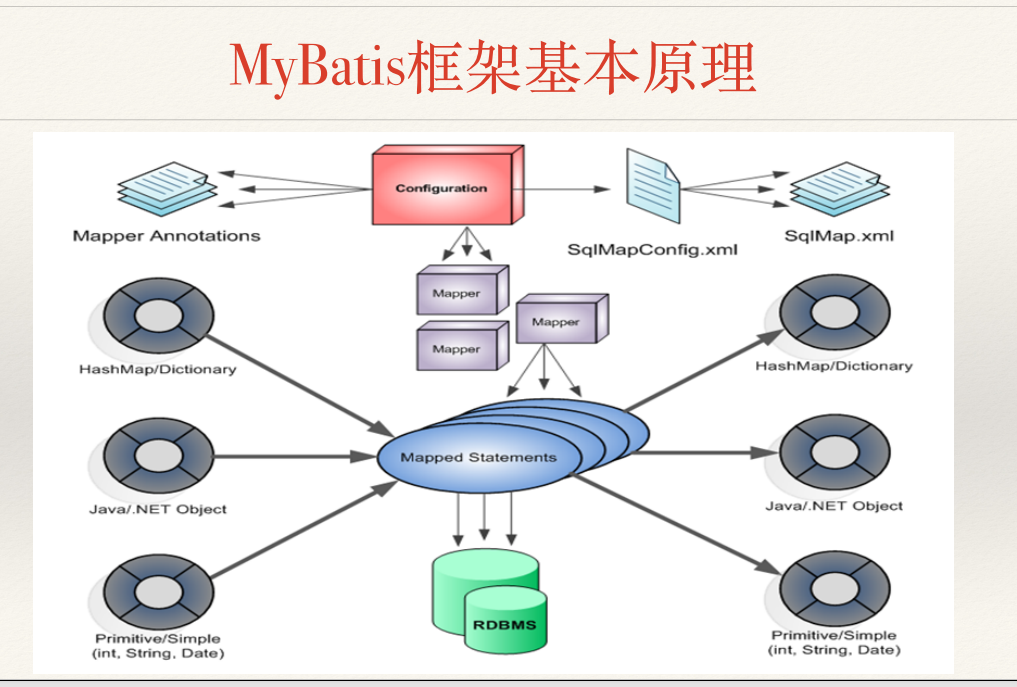 MyBatis框架基本原理
Configuration
Mapper Annotations
SqlMapConfig.xml
SqlMap.xml
Mapper
Mapper
Mapper
HashMap/Dictionary
HashMap/Dictionary
Mapped Statements
Java/.NET Object
Java/.NET Object
RDBMS
Primitive/Simple
(int, String, Date)
Primitive/Simple
(int, String, Date)